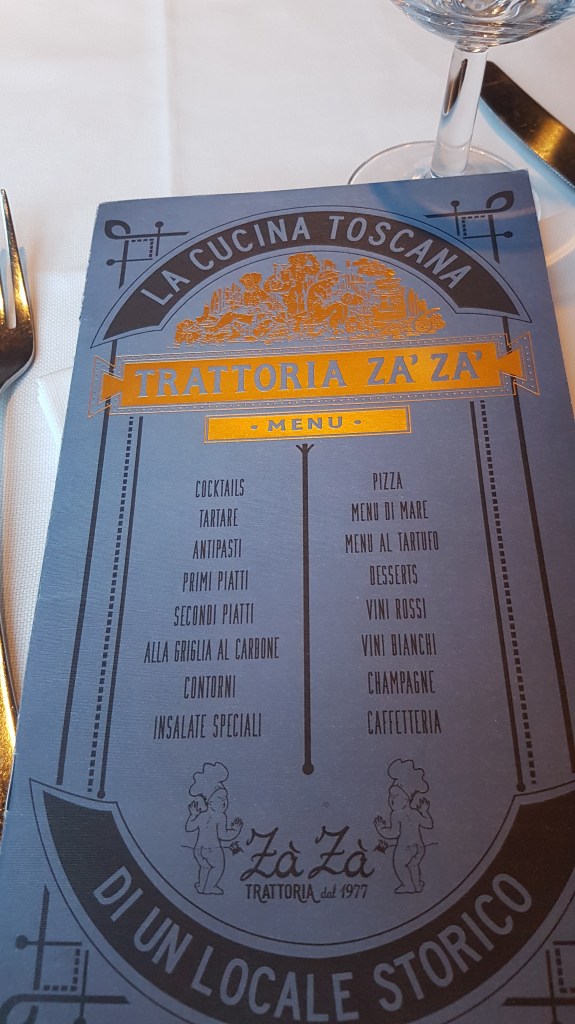 LA CUCINA TOSCANA
TRATTORIA ZA' ZA'
• MENU •
COCKTAILS
TARTARE
ANTIPASTI
PRIMI PIATTI
SECONDI PIATTI
ALLA GRIGLIA AL CARBONE
CONTORNI
INSALATE SPECIALI
PIZZA
MENU DI MARE
MENU AL TARTUFO
DESSERTS
VINI ROSSI
VINI BIANCHI
CHAMPAGNE
CAFFETTERIA
Zà Zà
TRATTORIA dal 1977
DI UN LOCALE STORICO